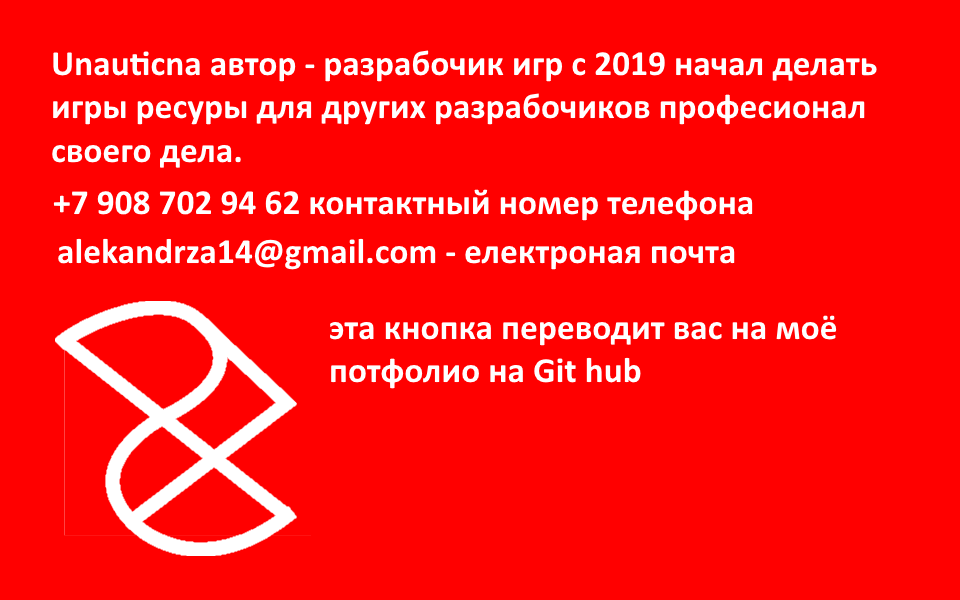 Unauticna автор - разрабочик игр с 2019 начал делать
игры ресуры для других разрабочиков професионал
своего дела.
+7 908 702 94 62 контактный номер телефона
alekandrza14@gmail.com - електроная почта
эта кнопка переводит вас на моё
потфолио на Git hub